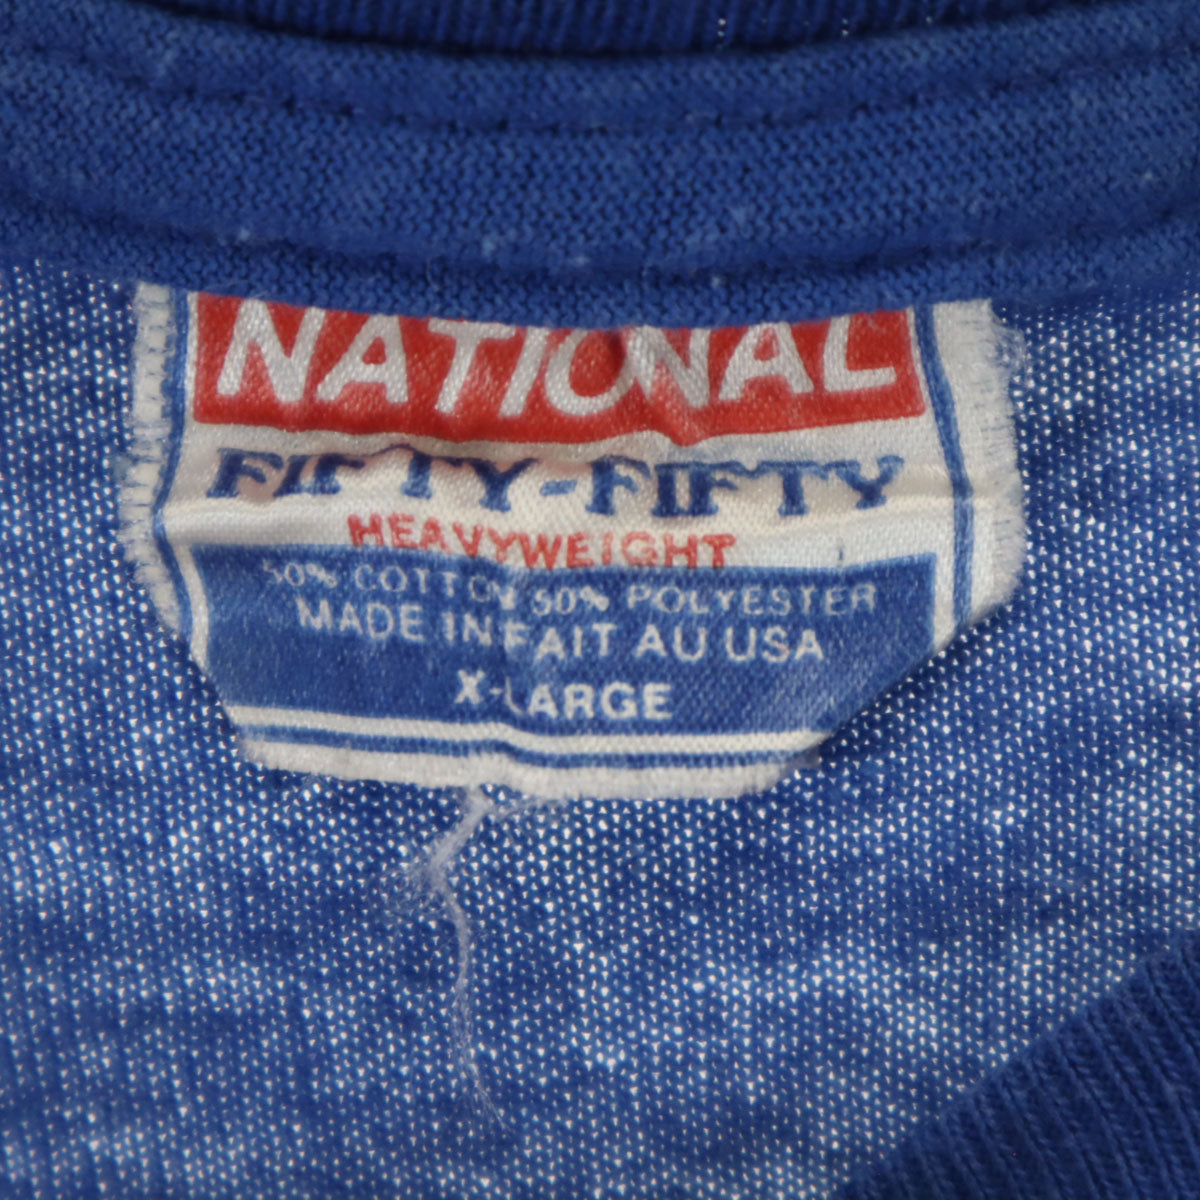 NATIONAL
FIFTY-FIFTY
HEAVYWEIGHT
50% COTTON 50% POLYESTER
MADE IN/FAIT AU USA
X-LARGE